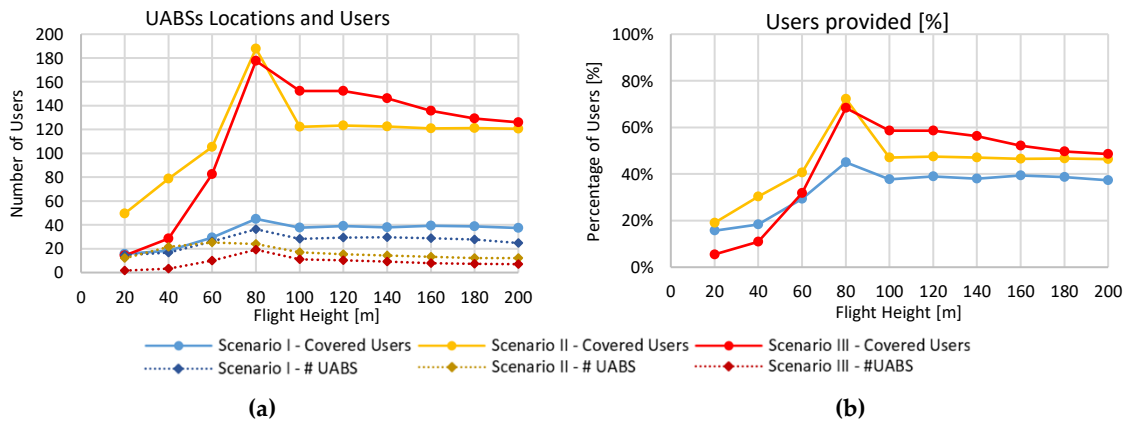 UABSs Locations and Users
Number of Users
200
180
160
140
120
100
80
60
40
20
0
0 20 40 60 80 100 120 140 160 180 200
Flight Height [m]
Users provided [%]
Percentage of Users [%]
100%
80%
60%
40%
20%
0%
0 20 40 60 80 100 120 140 160 180 200
Flight Height [m]
Scenario I - Covered Users Scenario II - Covered Users Scenario III - Covered Users
Scenario I - # UABS Scenario II - # UABS Scenario III - #UABS
(a) (b)